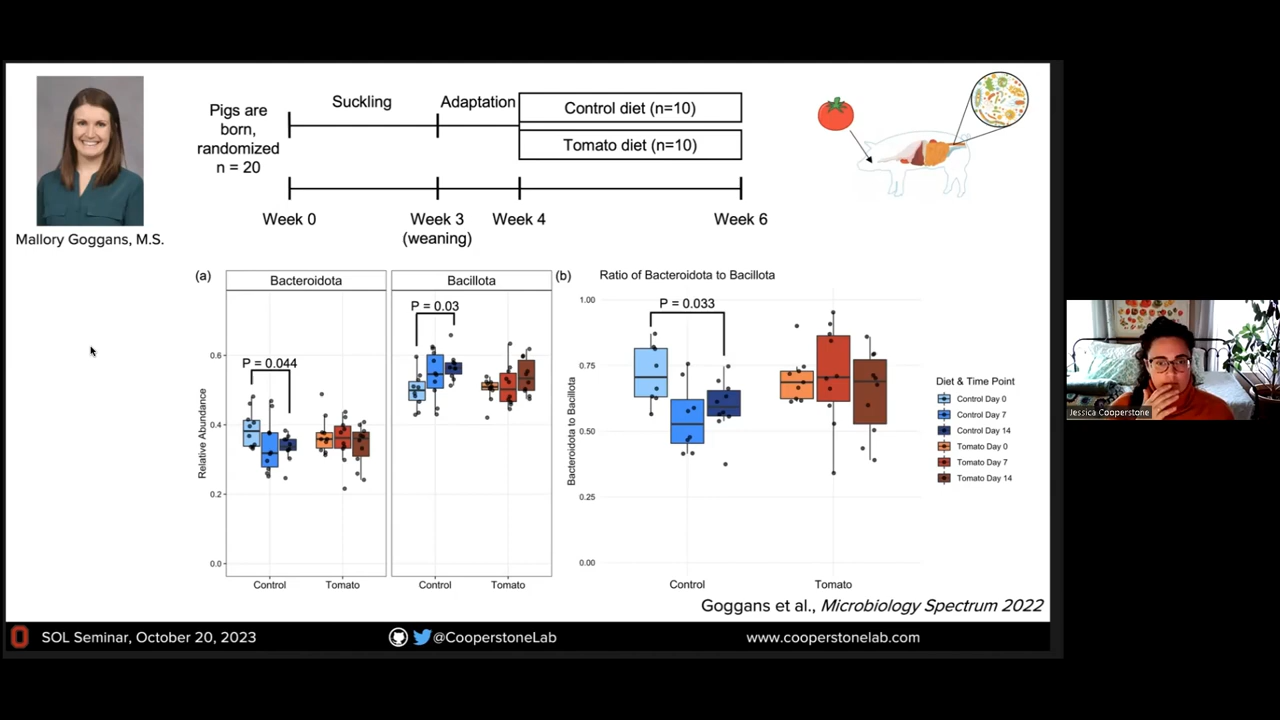 Pigs are
born,
randomized
n = 20
Suckling
Adaptation
Control diet (n=10)
Tomato diet (n=10)
Week 0
Week 3
(weaning)
Week 4
Week 6
Mallory Goggans, M.S.
(a)
Bacteroidota
Bacillota
P = 0.044
P = 0.03
Relative Abundance
0.6
0.4
0.2
0.0
Control
Tomato
Control
Tomato
(b)
Ratio of Bacteroidota to Bacillota
P = 0.033
Bacteroidota to Bacillota
1.00
0.75
0.50
0.25
0.00
Control
Tomato
Diet & Time Point
Control Day 0
Control Day 7
Control Day 14
Tomato Day 0
Tomato Day 7
Tomato Day 14
Goggans et al., Microbiology Spectrum 2022
SOL Seminar, October 20, 2023
@CooperstoneLab
www.cooperstonelab.com
Jessica Cooperstone